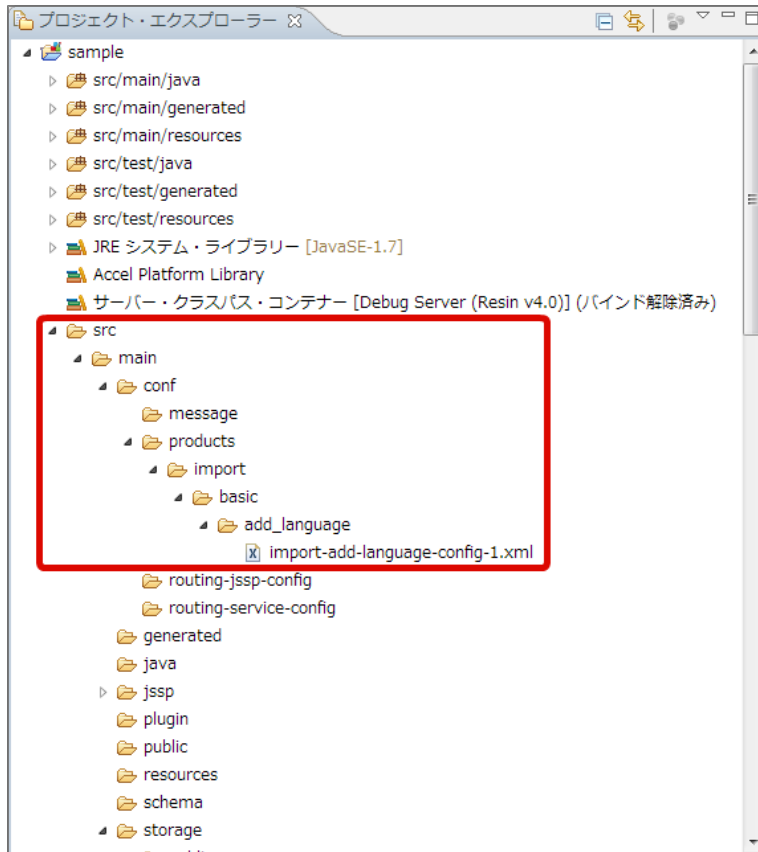 プロジェクト・エクスプローラー
sample
src/main/java
src/main/generated
src/main/resources
src/test/java
src/test/generated
src/test/resources
JRE システム・ライブラリー [JavaSE-1.7]
Accel Platform Library
サーバー・クラスパス・コンテナー [Debug Server (Resin v4.0)] (バインド解除済み)
src
main
conf
message
products
import
basic
add_language
import-add-language-config-1.xml
routing-jssp-config
routing-service-config
generated
java
jssp
plugin
public
resources
schema
storage